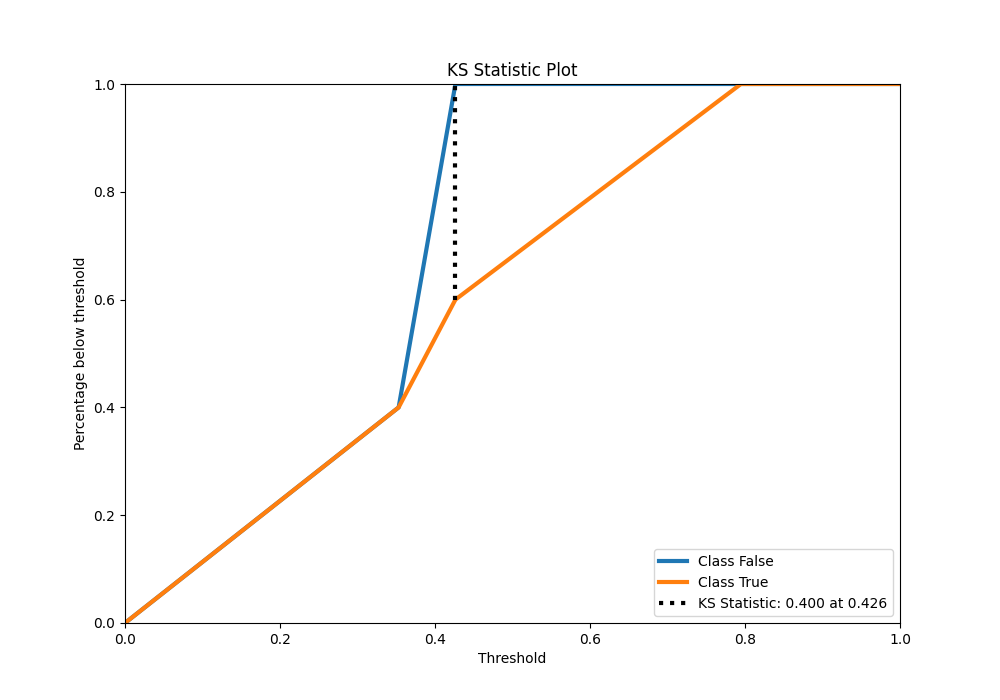 KS Statistic Plot
1.0
0.8
0.6
0.4
0.2
0.0
Percentage below threshold
0.0 0.2 0.4 0.6 0.8 1.0
Threshold
Class False
Class True
KS Statistic: 0.400 at 0.426